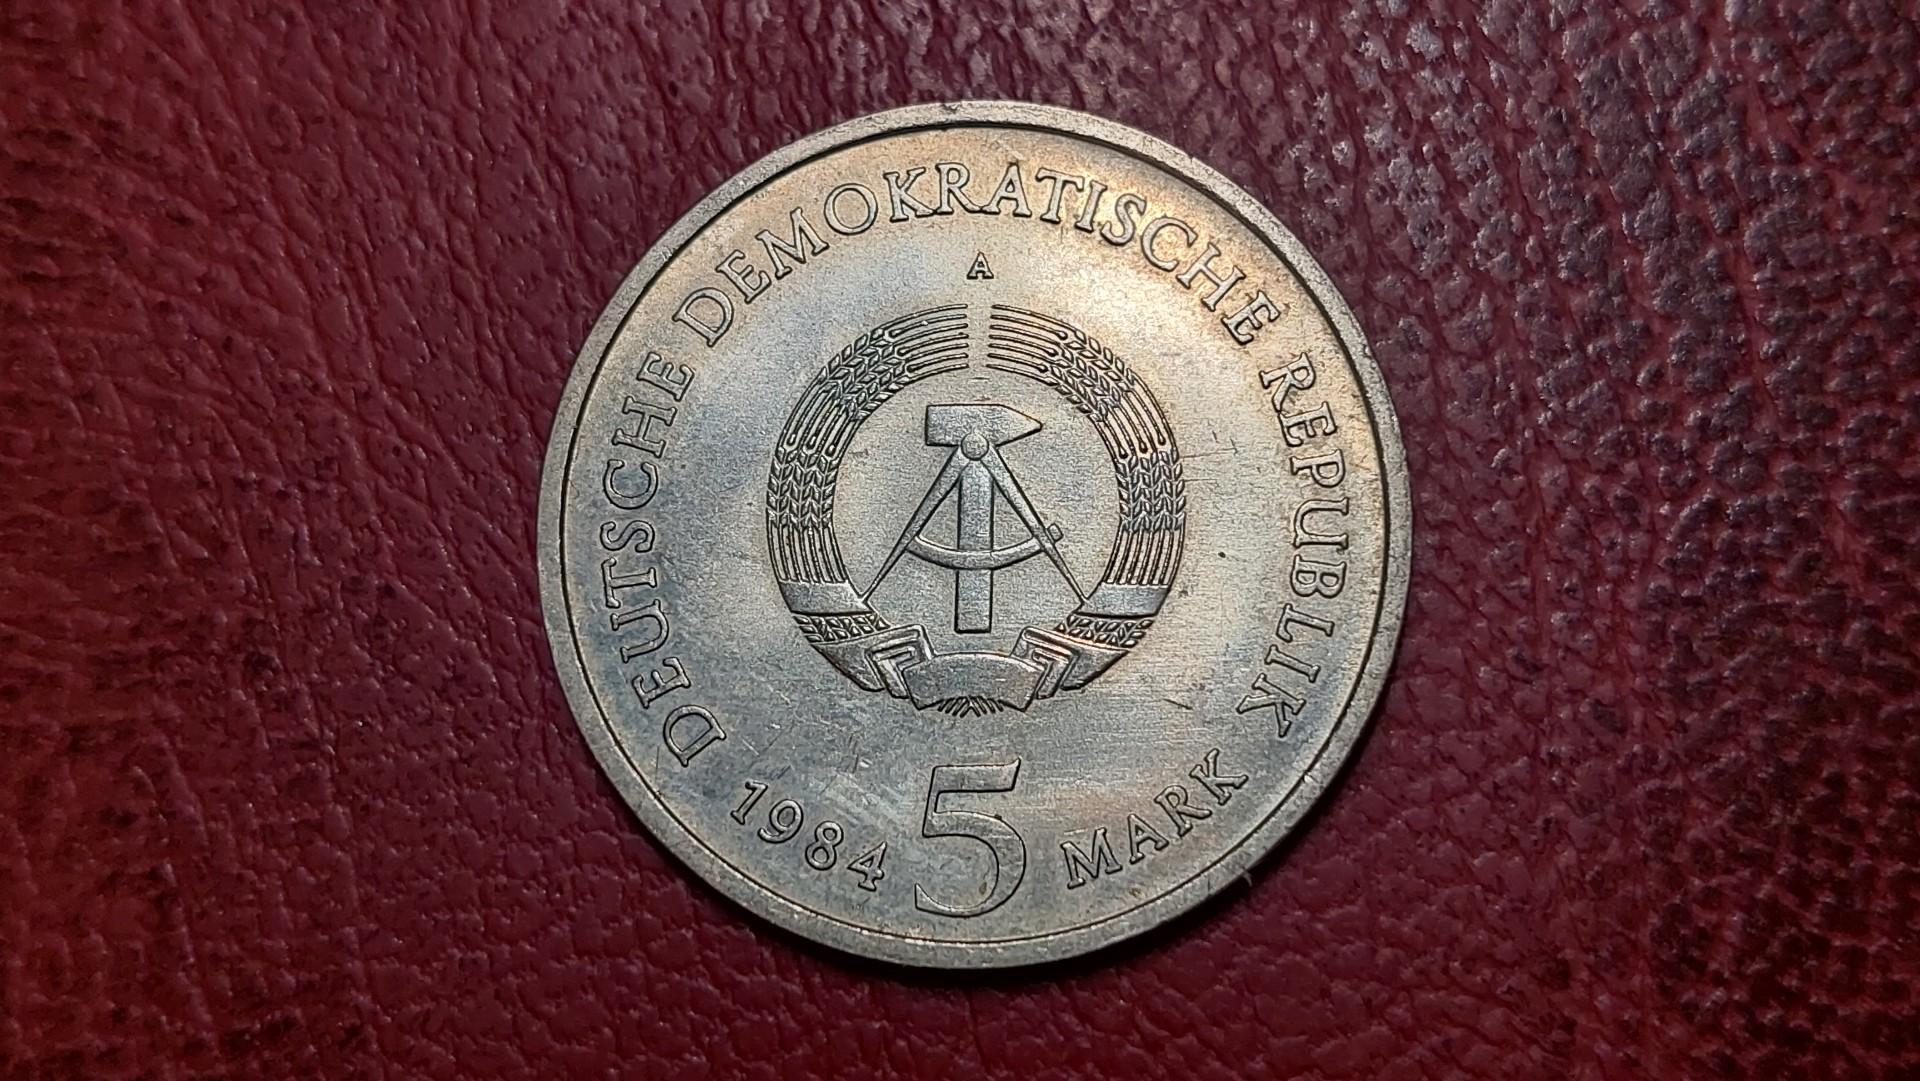 DEUTSCHE DEMOKRATISCHE REPUBLIK
A
1984 5 MARK